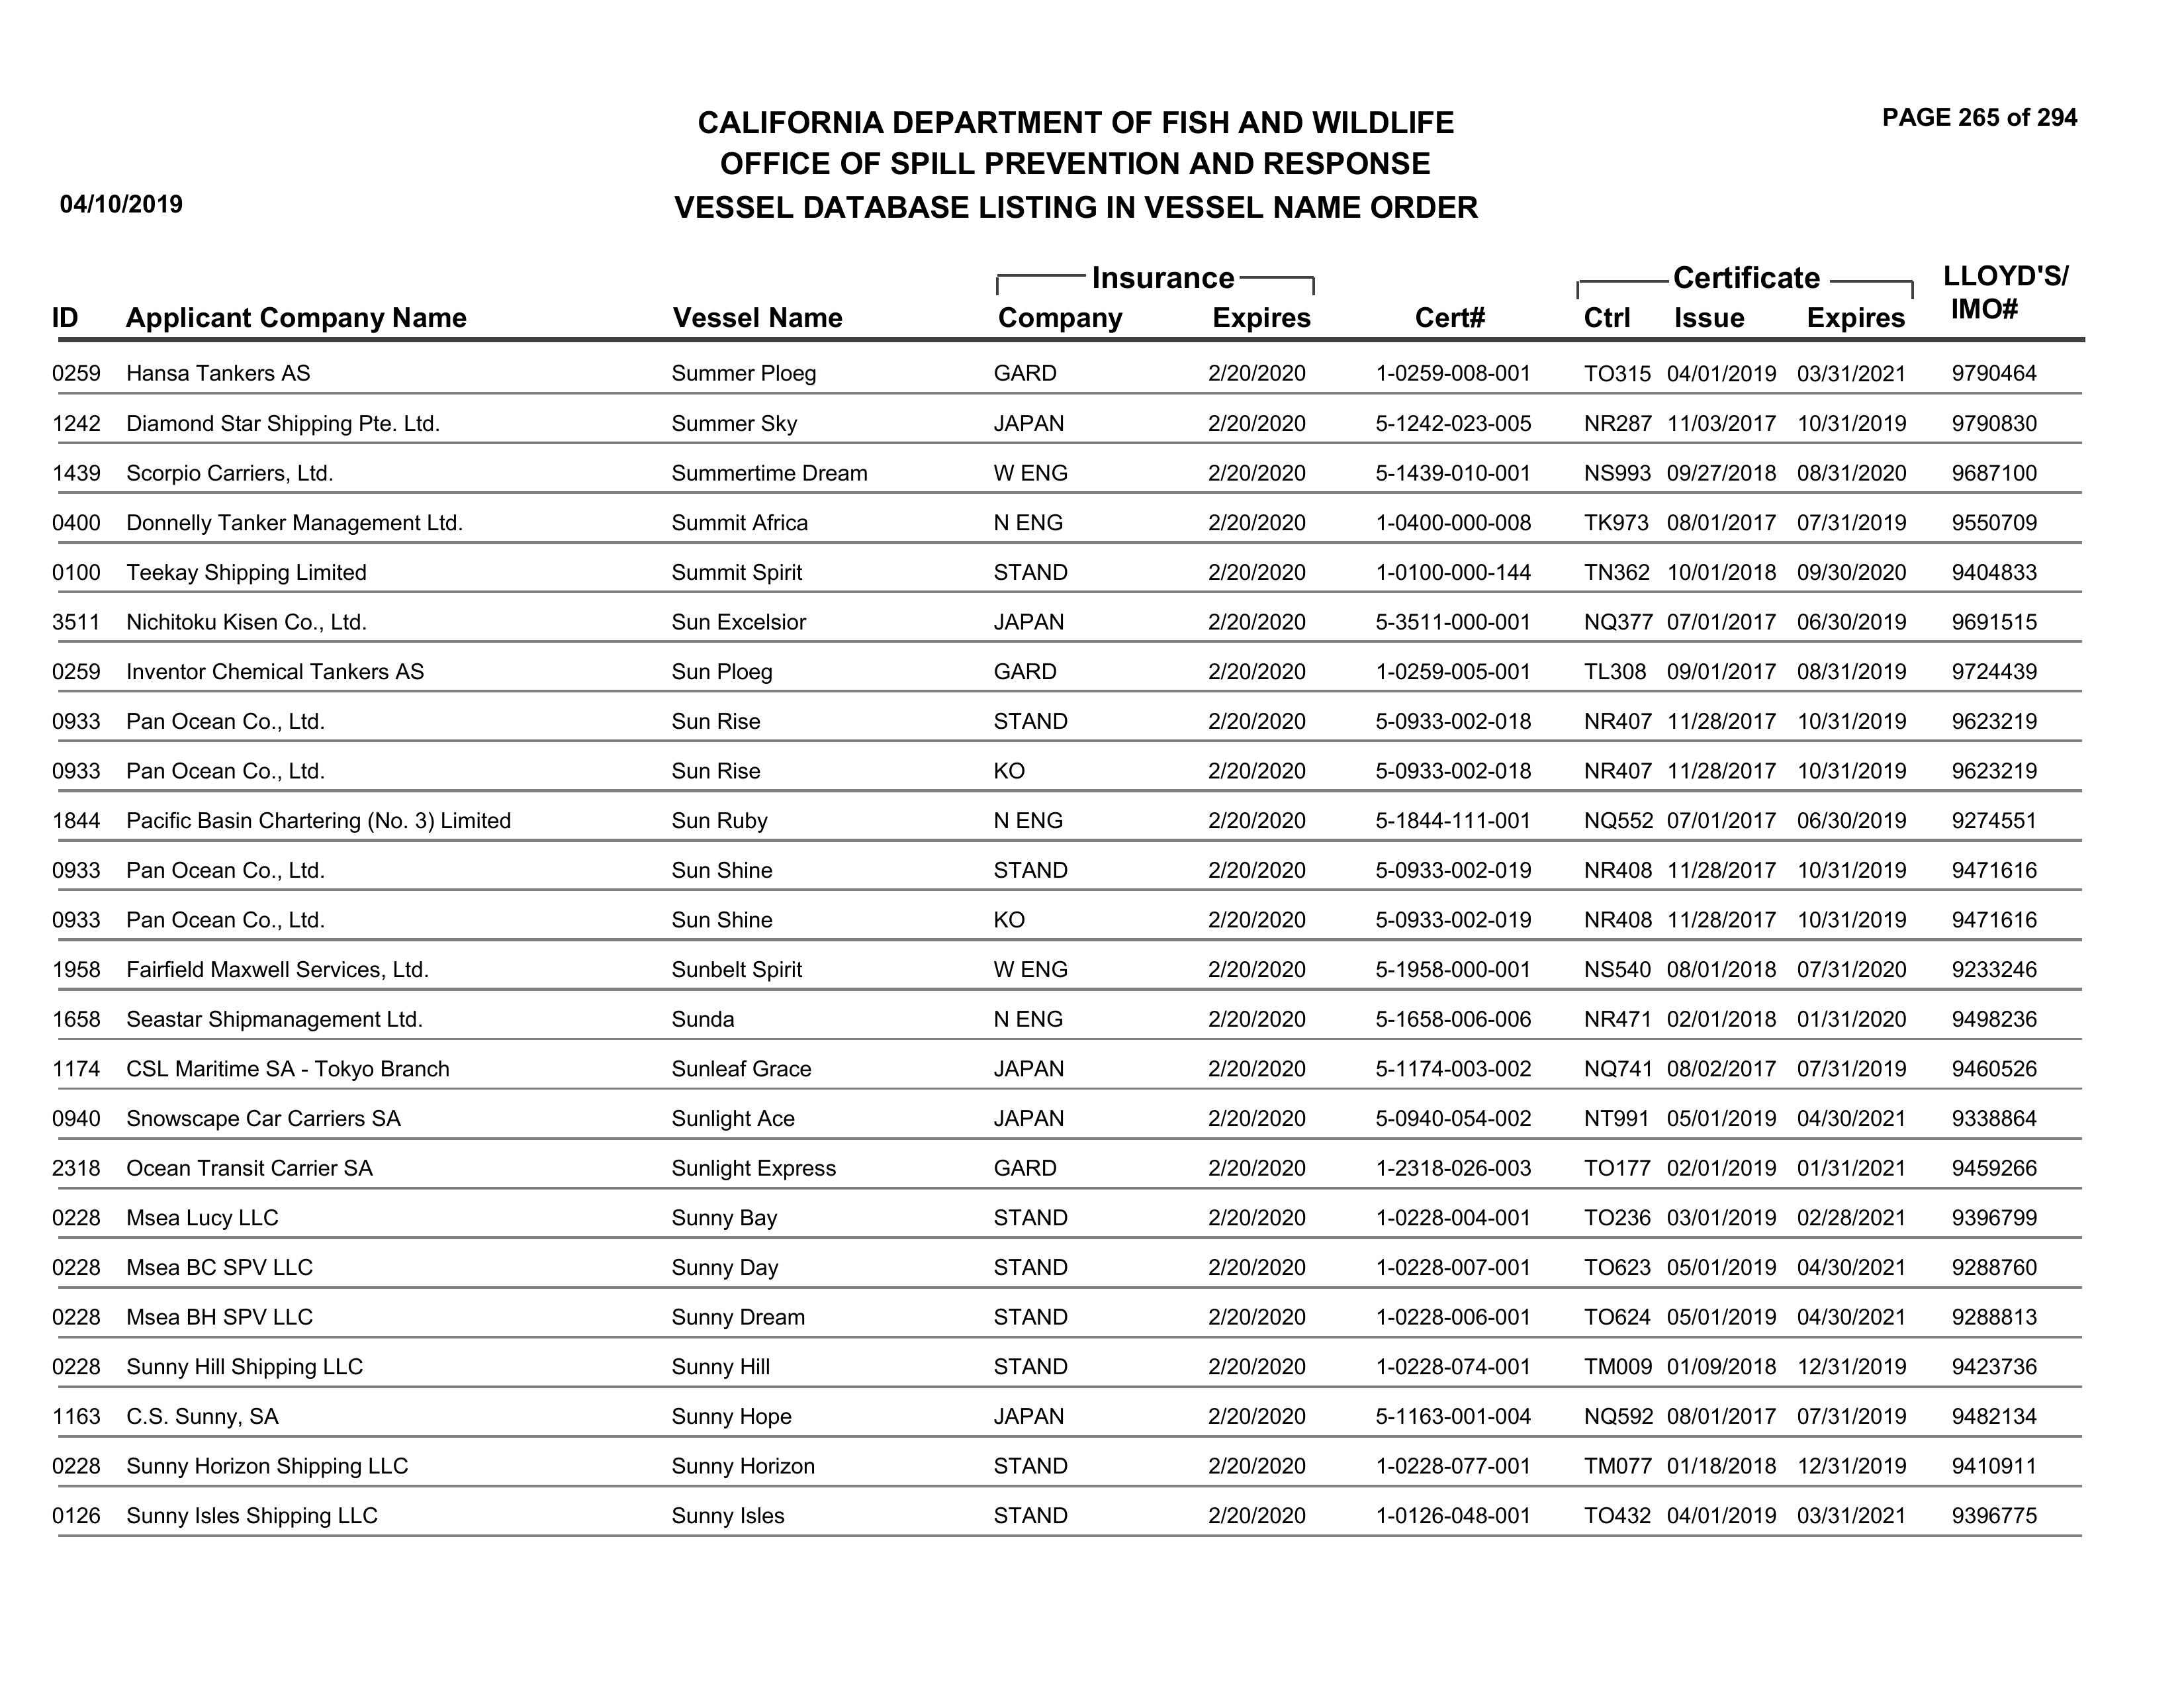 PAGE 265 of 294
CALIFORNIA DEPARTMENT OF FISH AND WILDLIFE
OFFICE OF SPILL PREVENTION AND RESPONSE
04/10/2019 VESSEL DATABASE LISTING IN VESSEL NAME ORDER
Insurance Certificate LLOYD'S/
ID Applicant Company Name Vessel Name Company Expires Cert# Ctrl Issue Expires IMO#
0259 Hansa Tankers AS Summer Ploeg GARD 2/20/2020 1-0259-008-001 TO315 04/01/2019 03/31/2021 9790464
1242 Diamond Star Shipping Pte. Ltd. Summer Sky JAPAN 2/20/2020 5-1242-023-005 NR287 11/03/2017 10/31/2019 9790830
1439 Scorpio Carriers, Ltd. Summertime Dream W ENG 2/20/2020 5-1439-010-001 NS993 09/27/2018 08/31/2020 9687100
0400 Donnelly Tanker Management Ltd. Summit Africa N ENG 2/20/2020 1-0400-000-008 TK973 08/01/2017 07/31/2019 9550709
0100 Teekay Shipping Limited Summit Spirit STAND 2/20/2020 1-0100-000-144 TN362 10/01/2018 09/30/2020 9404833
3511 Nichitoku Kisen Co., Ltd. Sun Excelsior JAPAN 2/20/2020 5-3511-000-001 NQ377 07/01/2017 06/30/2019 9691515
0259 Inventor Chemical Tankers AS Sun Ploeg GARD 2/20/2020 1-0259-005-001 TL308 09/01/2017 08/31/2019 9724439
0933 Pan Ocean Co., Ltd. Sun Rise STAND 2/20/2020 5-0933-002-018 NR407 11/28/2017 10/31/2019 9623219
0933 Pan Ocean Co., Ltd. Sun Rise KO 2/20/2020 5-0933-002-018 NR407 11/28/2017 10/31/2019 9623219
1844 Pacific Basin Chartering (No. 3) Limited Sun Ruby N ENG 2/20/2020 5-1844-111-001 NQ552 07/01/2017 06/30/2019 9274551
0933 Pan Ocean Co., Ltd. Sun Shine STAND 2/20/2020 5-0933-002-019 NR408 11/28/2017 10/31/2019 9471616
0933 Pan Ocean Co., Ltd. Sun Shine KO 2/20/2020 5-0933-002-019 NR408 11/28/2017 10/31/2019 9471616
1958 Fairfield Maxwell Services, Ltd. Sunbelt Spirit W ENG 2/20/2020 5-1958-000-001 NS540 08/01/2018 07/31/2020 9233246
1658 Seastar Shipmanagement Ltd. Sunda N ENG 2/20/2020 5-1658-006-006 NR471 02/01/2018 01/31/2020 9498236
1174 CSL Maritime SA - Tokyo Branch Sunleaf Grace JAPAN 2/20/2020 5-1174-003-002 NQ741 08/02/2017 07/31/2019 9460526
0940 Snowscape Car Carriers SA Sunlight Ace JAPAN 2/20/2020 5-0940-054-002 NT991 05/01/2019 04/30/2021 9338864
2318 Ocean Transit Carrier SA Sunlight Express GARD 2/20/2020 1-2318-026-003 TO177 02/01/2019 01/31/2021 9459266
0228 Msea Lucy LLC Sunny Bay STAND 2/20/2020 1-0228-004-001 TO236 03/01/2019 02/28/2021 9396799
0228 Msea BC SPV LLC Sunny Day STAND 2/20/2020 1-0228-007-001 TO623 05/01/2019 04/30/2021 9288760
0228 Msea BH SPV LLC Sunny Dream STAND 2/20/2020 1-0228-006-001 TO624 05/01/2019 04/30/2021 9288813
0228 Sunny Hill Shipping LLC Sunny Hill STAND 2/20/2020 1-0228-074-001 TM009 01/09/2018 12/31/2019 9423736
1163 C.S. Sunny, SA Sunny Hope JAPAN 2/20/2020 5-1163-001-004 NQ592 08/01/2017 07/31/2019 9482134
0228 Sunny Horizon Shipping LLC Sunny Horizon STAND 2/20/2020 1-0228-077-001 TM077 01/18/2018 12/31/2019 9410911
0126 Sunny Isles Shipping LLC Sunny Isles STAND 2/20/2020 1-0126-048-001 TO432 04/01/2019 03/31/2021 9396775